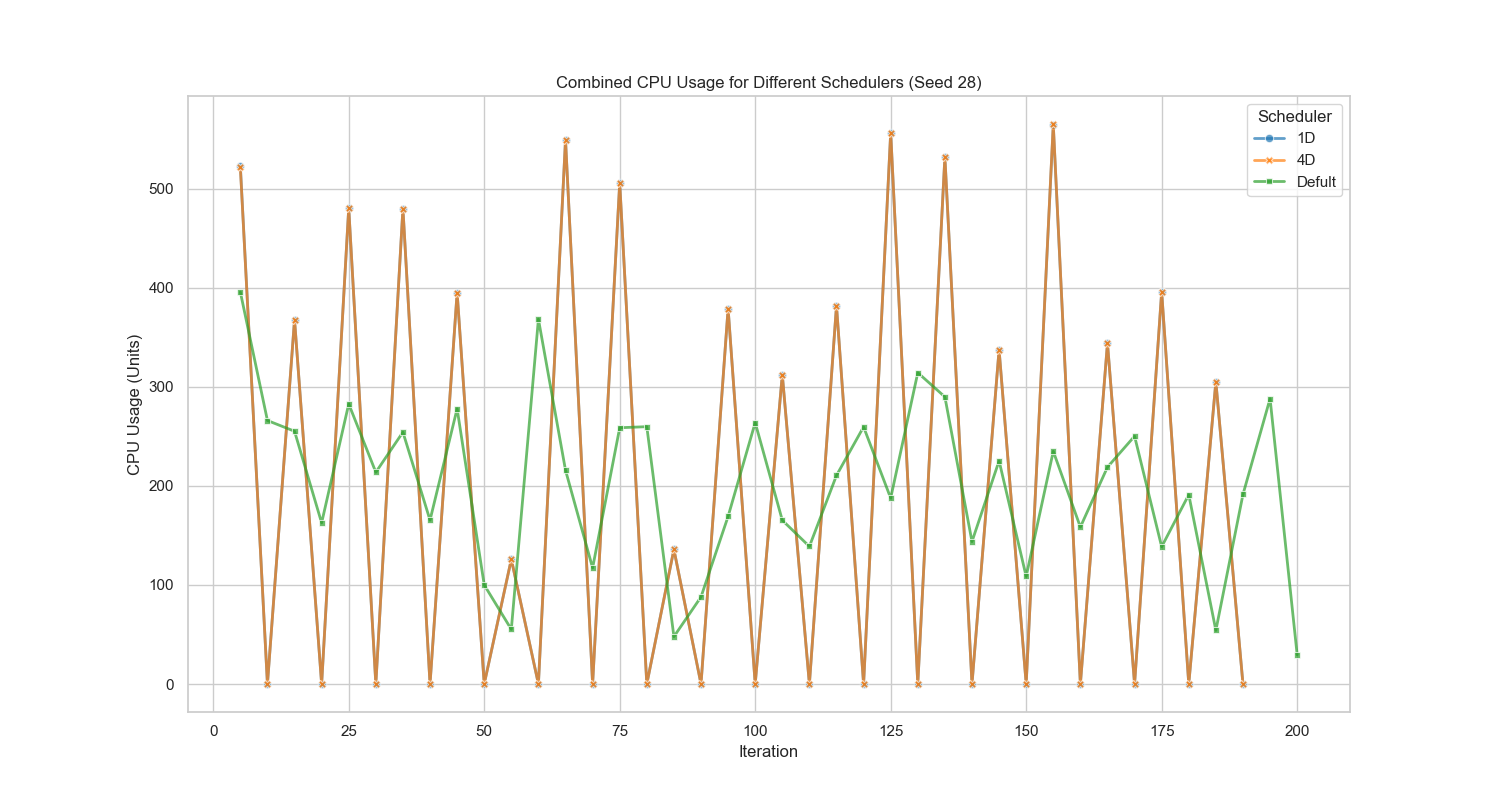 Combined CPU Usage for Different Schedulers (Seed 28)
Scheduler
1D
4D
Defult
CPU Usage (Units)
500
400
300
200
100
0
0 25 50 75 100 125 150 175 200
Iteration